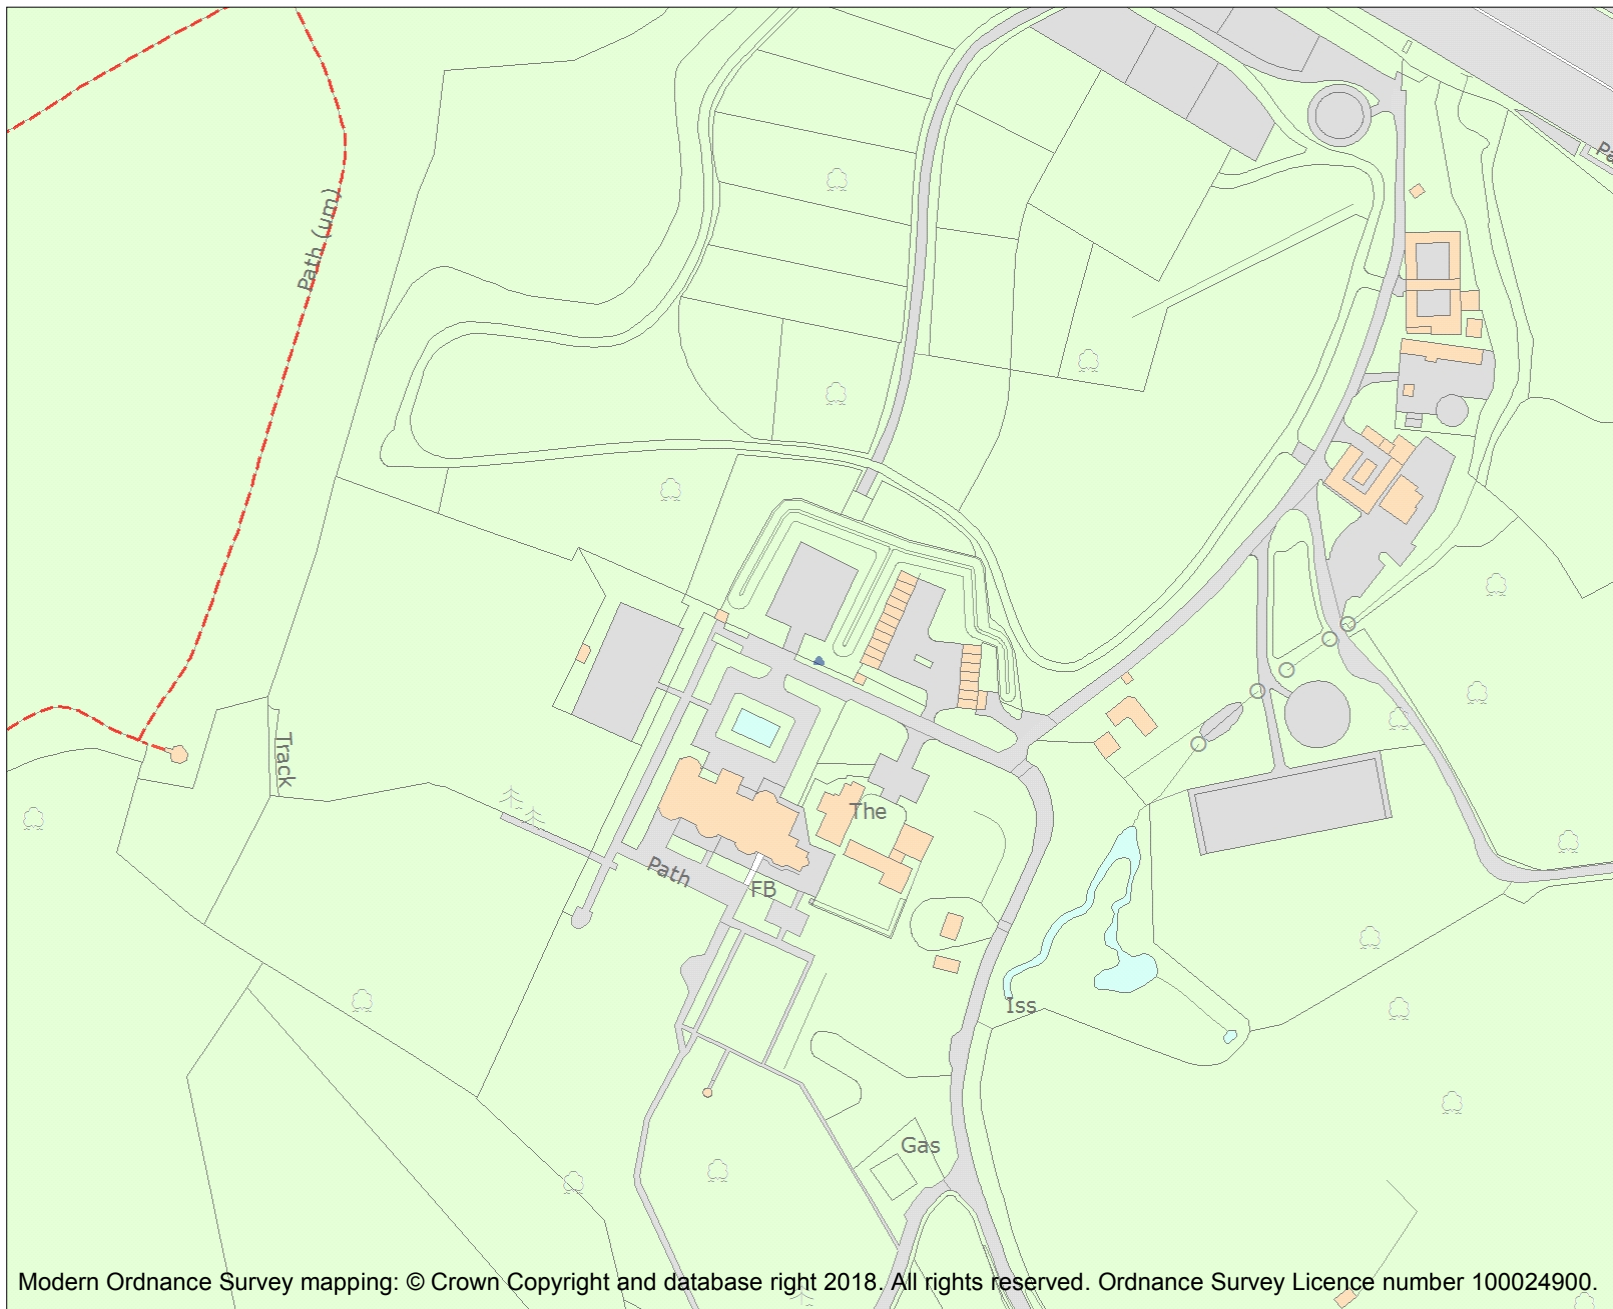 Pa
Path (um)
Track
The
Path
FB
Iss
Gas
Modern Ordnance Survey mapping: © Crown Copyright and database right 2018. All rights reserved. Ordnance Survey Licence number 100024900.